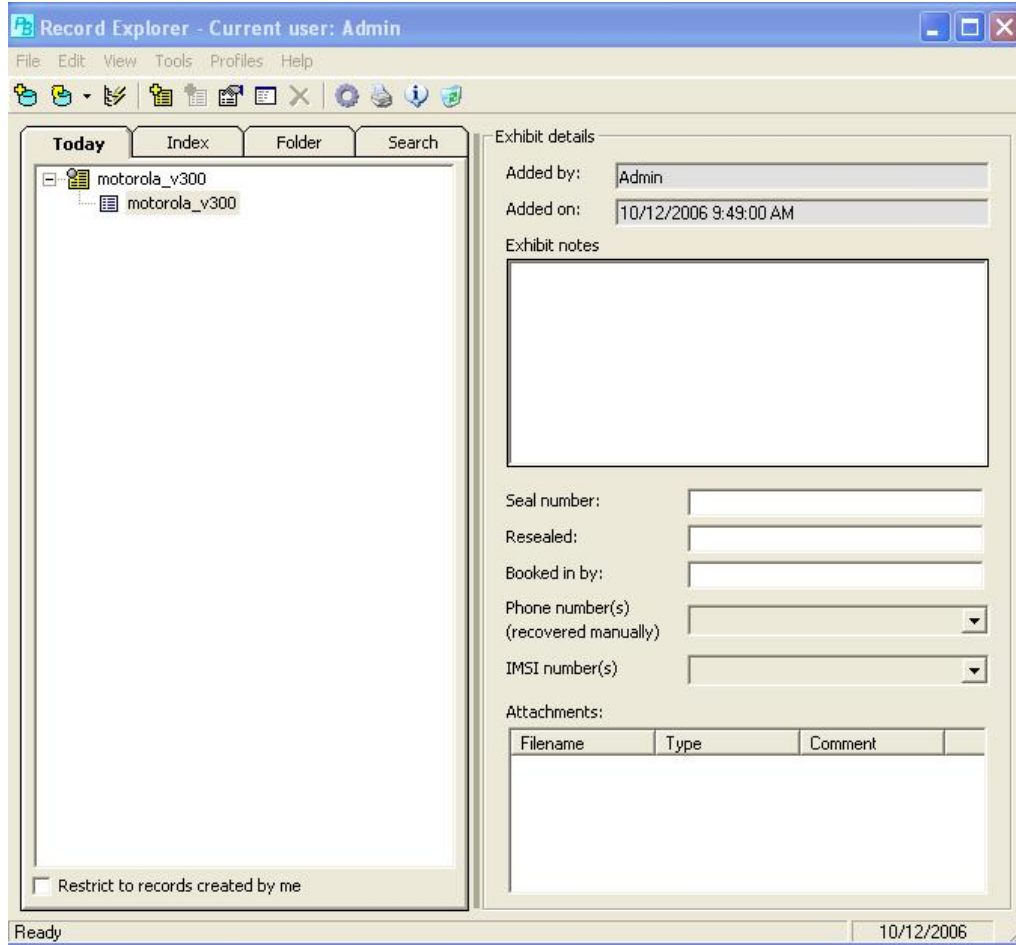 PB Record Explorer - Current user: Admin
File Edit View Tools Profiles Help
Today Index Folder Search
motorola_v300
motorola_v300
Restrict to records created by me
Exhibit details
Added by: Admin
Added on: 10/12/2006 9:49:00 AM
Exhibit notes
Seal number:
Resealed:
Booked in by:
Phone number(s)
(recovered manually)
IMSI number(s)
Attachments:
Filename Type Comment
Ready 10/12/2006